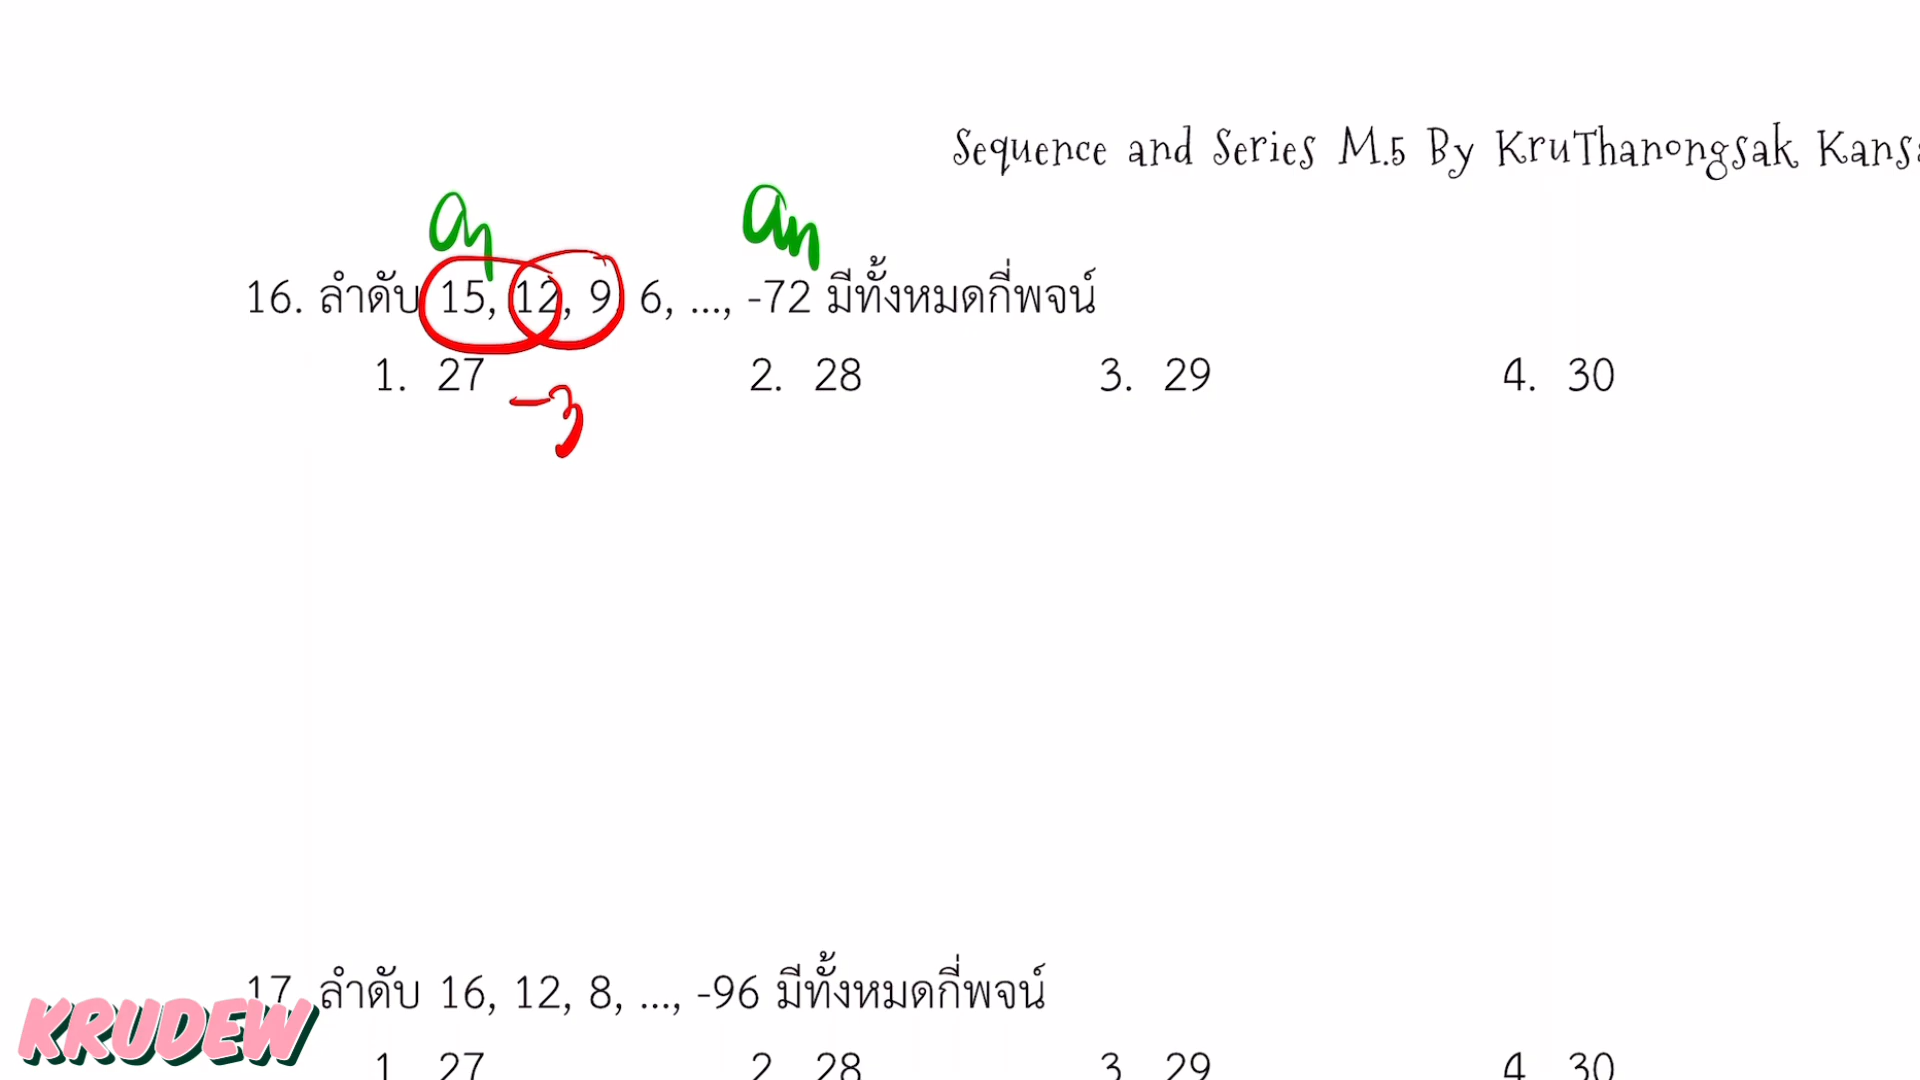 Sequence and Series M.5 By KruThanongsak Kans
a1 an
16. ลำดับ 15, 12, 9, 6, ..., -72 มีทั้งหมดกี่พจน์
1. 27 2. 28 3. 29 4. 30
-3
17. ลำดับ 16, 12, 8, ..., -96 มีทั้งหมดกี่พจน์
KRUDEW
1. 27 2. 28 3. 29 4. 30